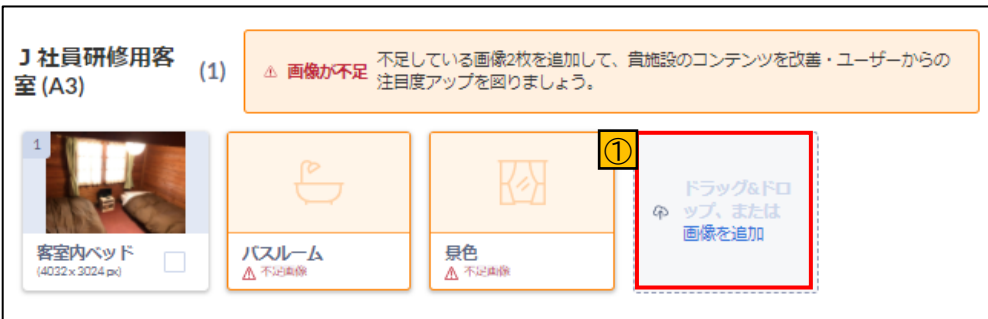 J 社員研修用客
室 (A3)
(1)
画像が不足
不足している画像2枚を追加して、貴施設のコンテンツを改善・ユーザーからの
注目度アップを図りましょう。
1
客室内ベッド
(4032 x 3024 px)
バスルーム
不足画像
景色
不足画像
①
ドラッグ&ドロ
ップ、または
画像を追加